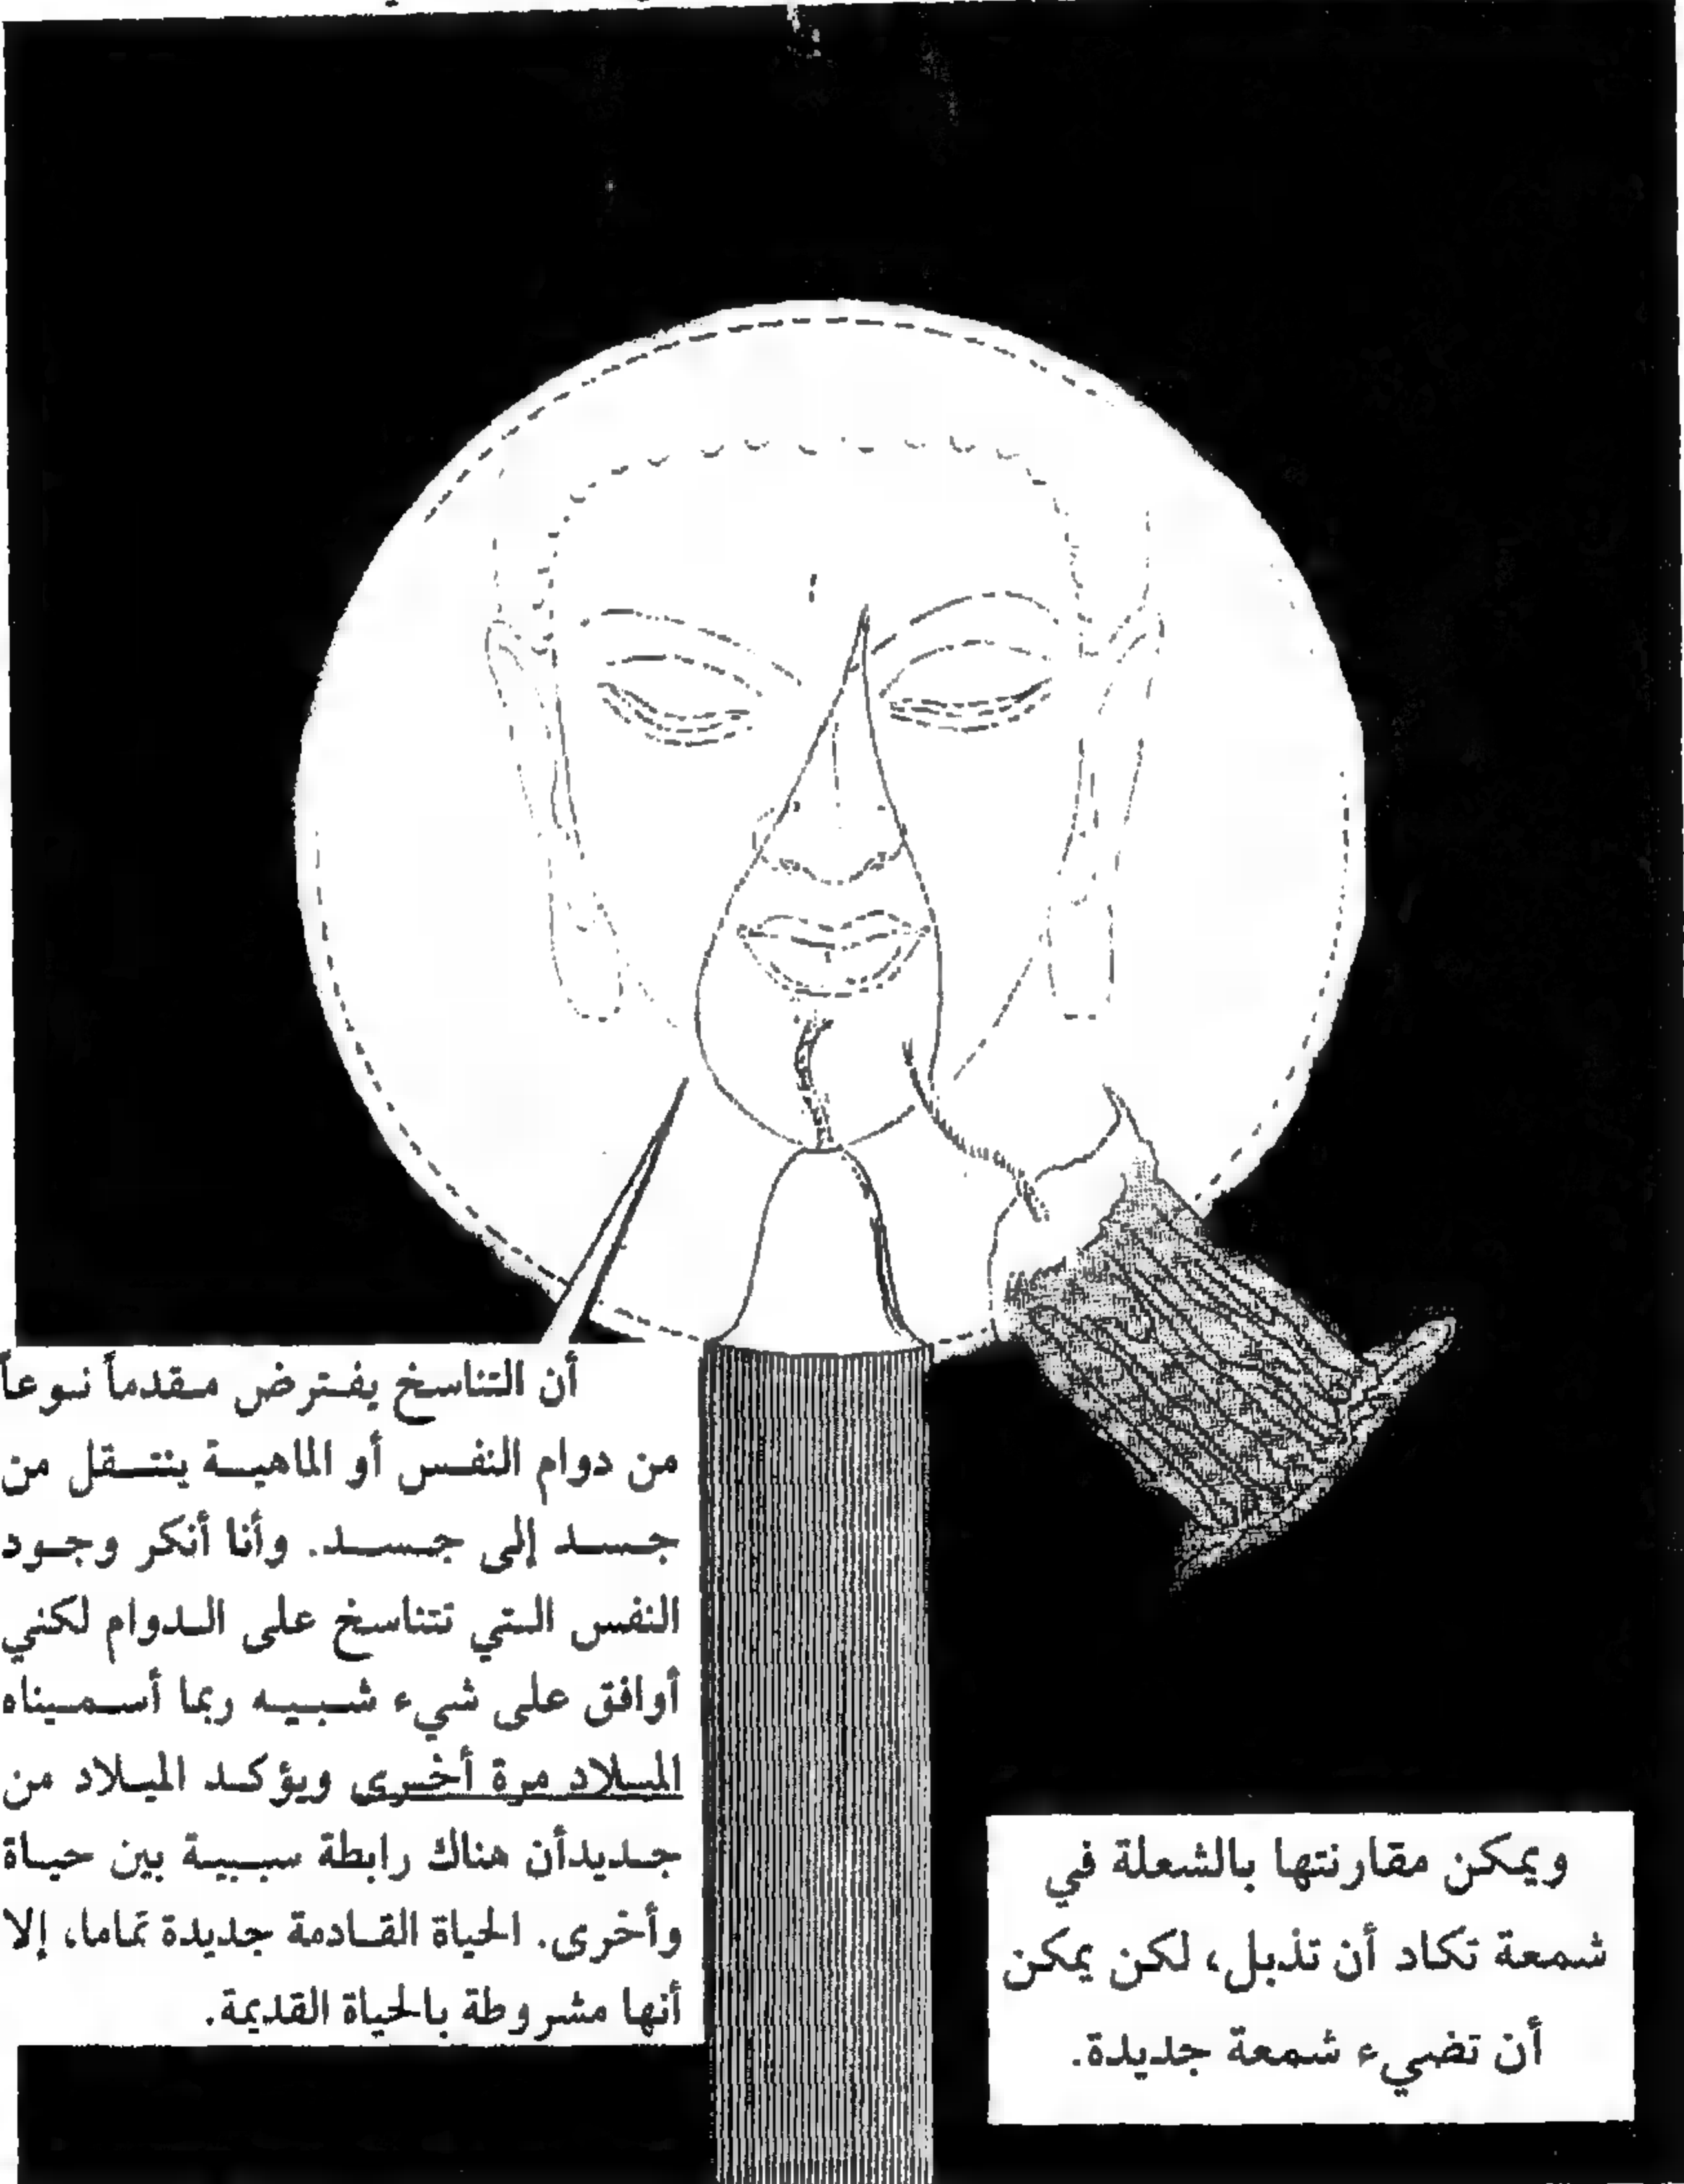 أن التناسخ يفترض مقدماً نوعاً
من دوام النفس أو الماهية ينتقل من
جسد إلى جسد. وأنا أنكر وجود
النفس التي تتناسخ على الدوام لكني
أوافق على شيء شبيه ربما أسميناه
الميلاد مرة أخرى ويؤكد الميلاد من
جديدأن هناك رابطة سببية بين حياة
وأخرى. الحياة القادمة جديدة تماما، إلا
أنها مشروطة بالحياة القديمة.
ويمكن مقارنتها بالشعلة في
شمعة تكاد أن تذبل، لكن يمكن
أن تضيء شمعة جديدة.